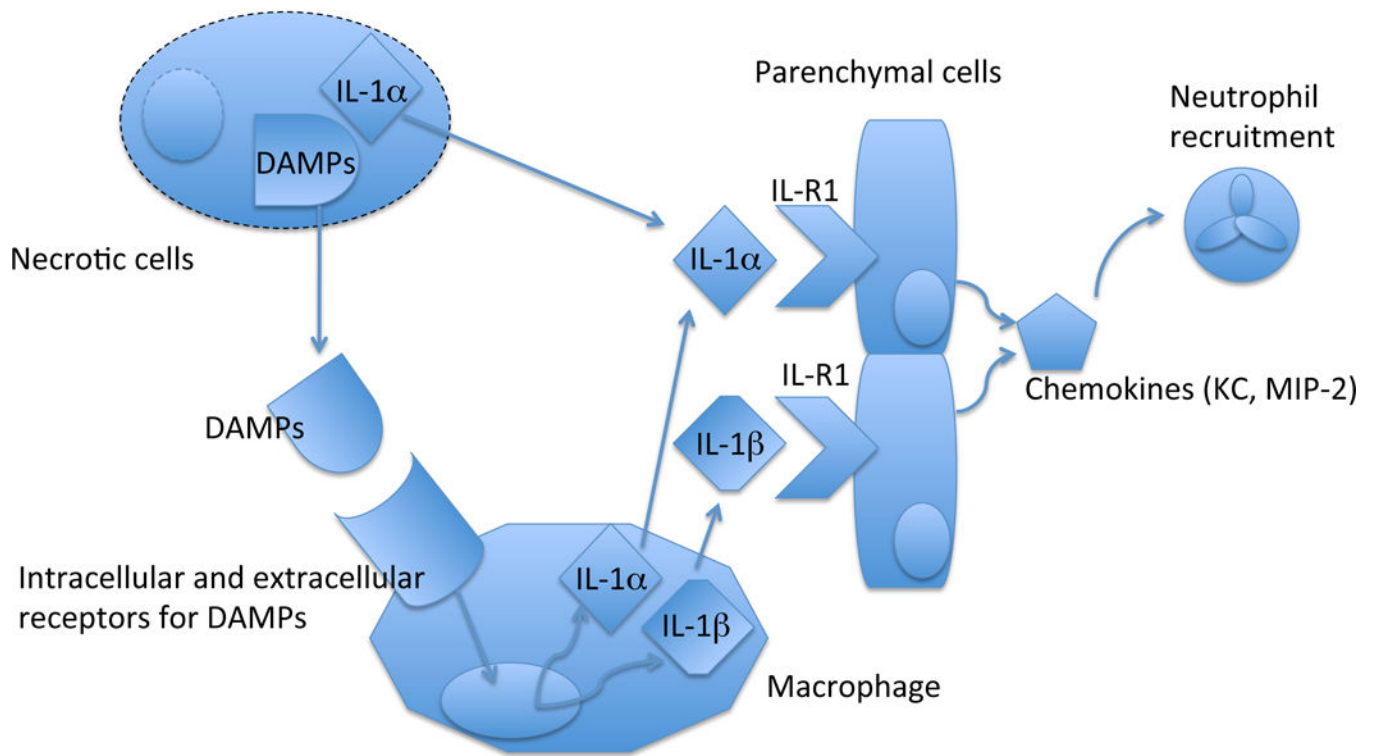 IL-1α
DAMPs
Necrotic cells
Parenchymal cells
Neutrophil
recruitment
IL-R1
IL-1α
IL-R1
IL-1β
Chemokines (KC, MIP-2)
DAMPs
Intracellular and extracellular
receptors for DAMPs
IL-1α
IL-1β
Macrophage